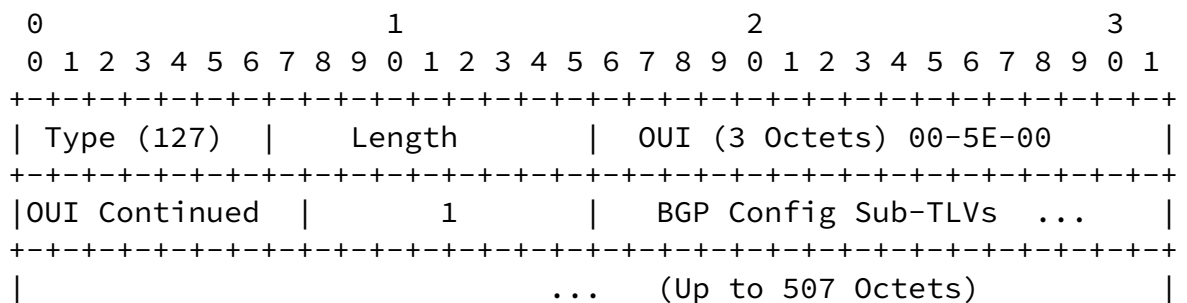 0                   1                   2                   3
 0 1 2 3 4 5 6 7 8 9 0 1 2 3 4 5 6 7 8 9 0 1 2 3 4 5 6 7 8 9 0 1
+-+-+-+-+-+-+-+-+-+-+-+-+-+-+-+-+-+-+-+-+-+-+-+-+-+-+-+-+-+-+-+-+
| Type (127)  |    Length       |  OUI (3 Octets) 00-5E-00      |
+-+-+-+-+-+-+-+-+-+-+-+-+-+-+-+-+-+-+-+-+-+-+-+-+-+-+-+-+-+-+-+-+
|OUI Continued  |       1       |   BGP Config Sub-TLVs  ...    |
+-+-+-+-+-+-+-+-+-+-+-+-+-+-+-+-+-+-+-+-+-+-+-+-+-+-+-+-+-+-+-+-+
|                             ...   (Up to 507 Octets)          |